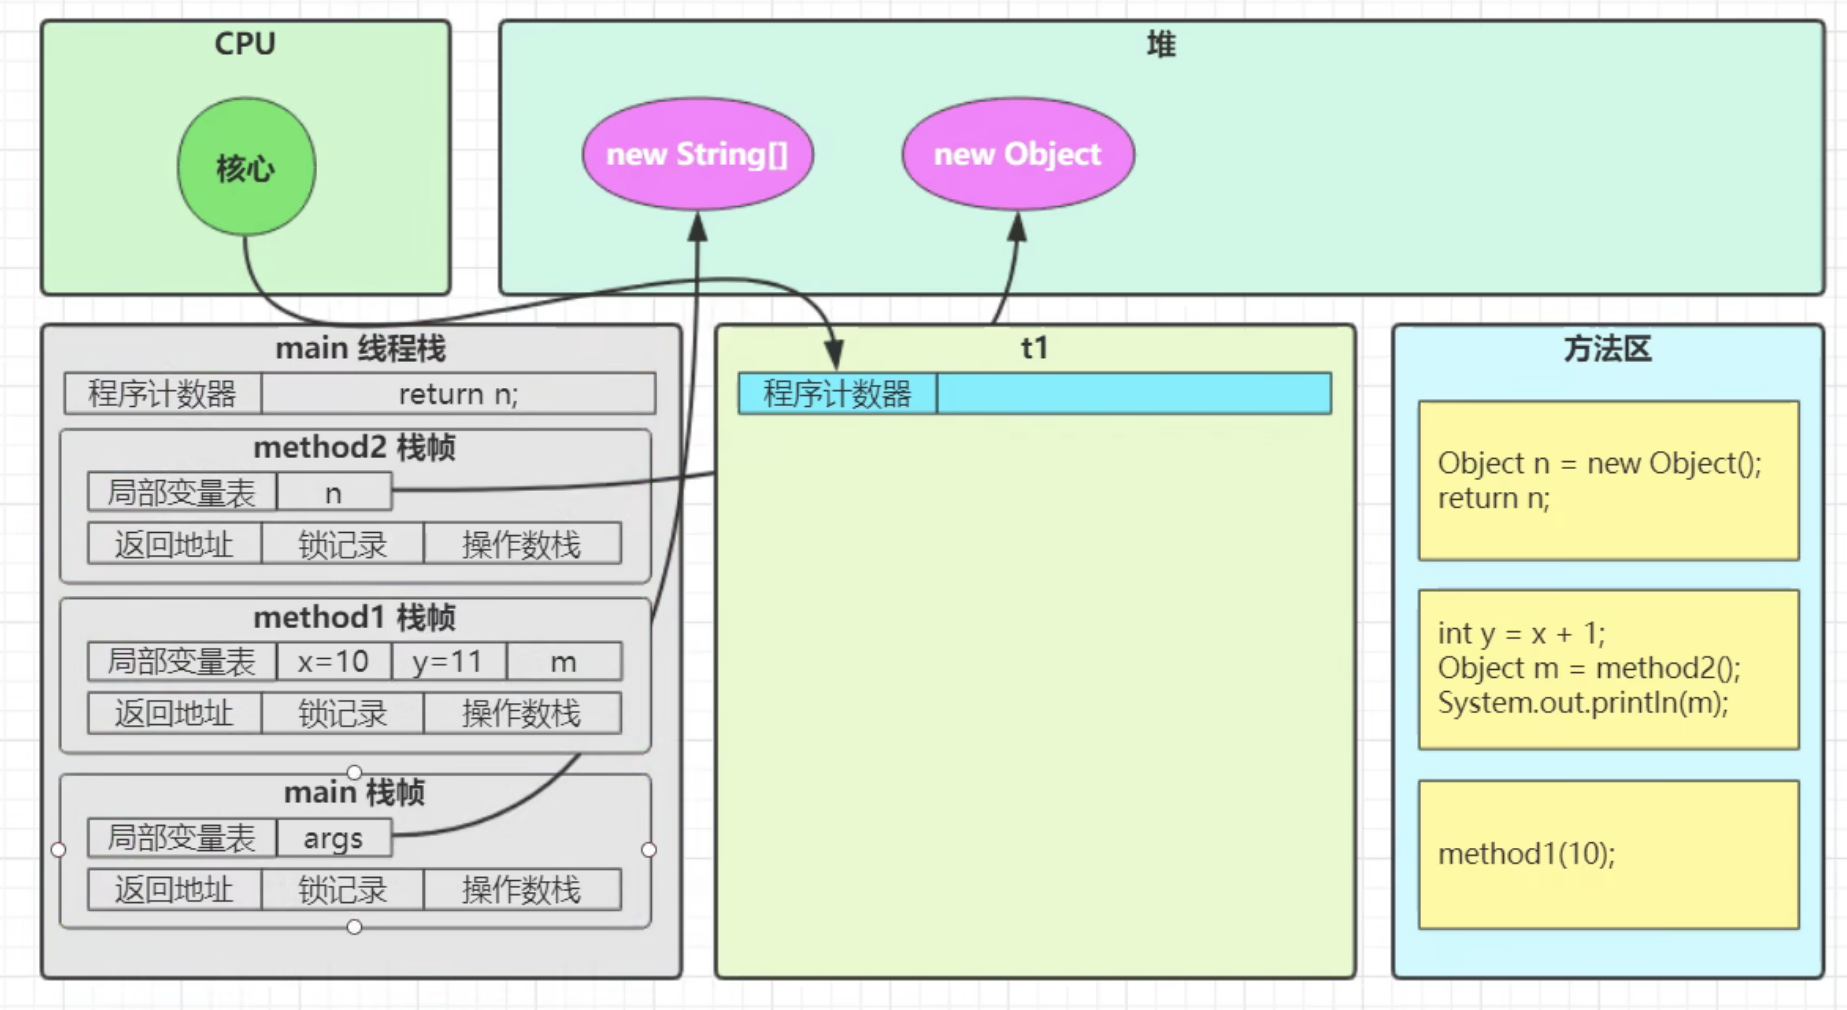 CPU
核心
堆
new String[]
new Object
main 线程栈
程序计数器
return n;
method2 栈帧
局部变量表
n
返回地址
锁记录
操作数栈
method1 栈帧
局部变量表
x=10
y=11
m
返回地址
锁记录
操作数栈
main 栈帧
局部变量表
args
返回地址
锁记录
操作数栈
t1
程序计数器
方法区
Object n = new Object();
return n;
int y = x + 1;
Object m = method2();
System.out.println(m);
method1(10);